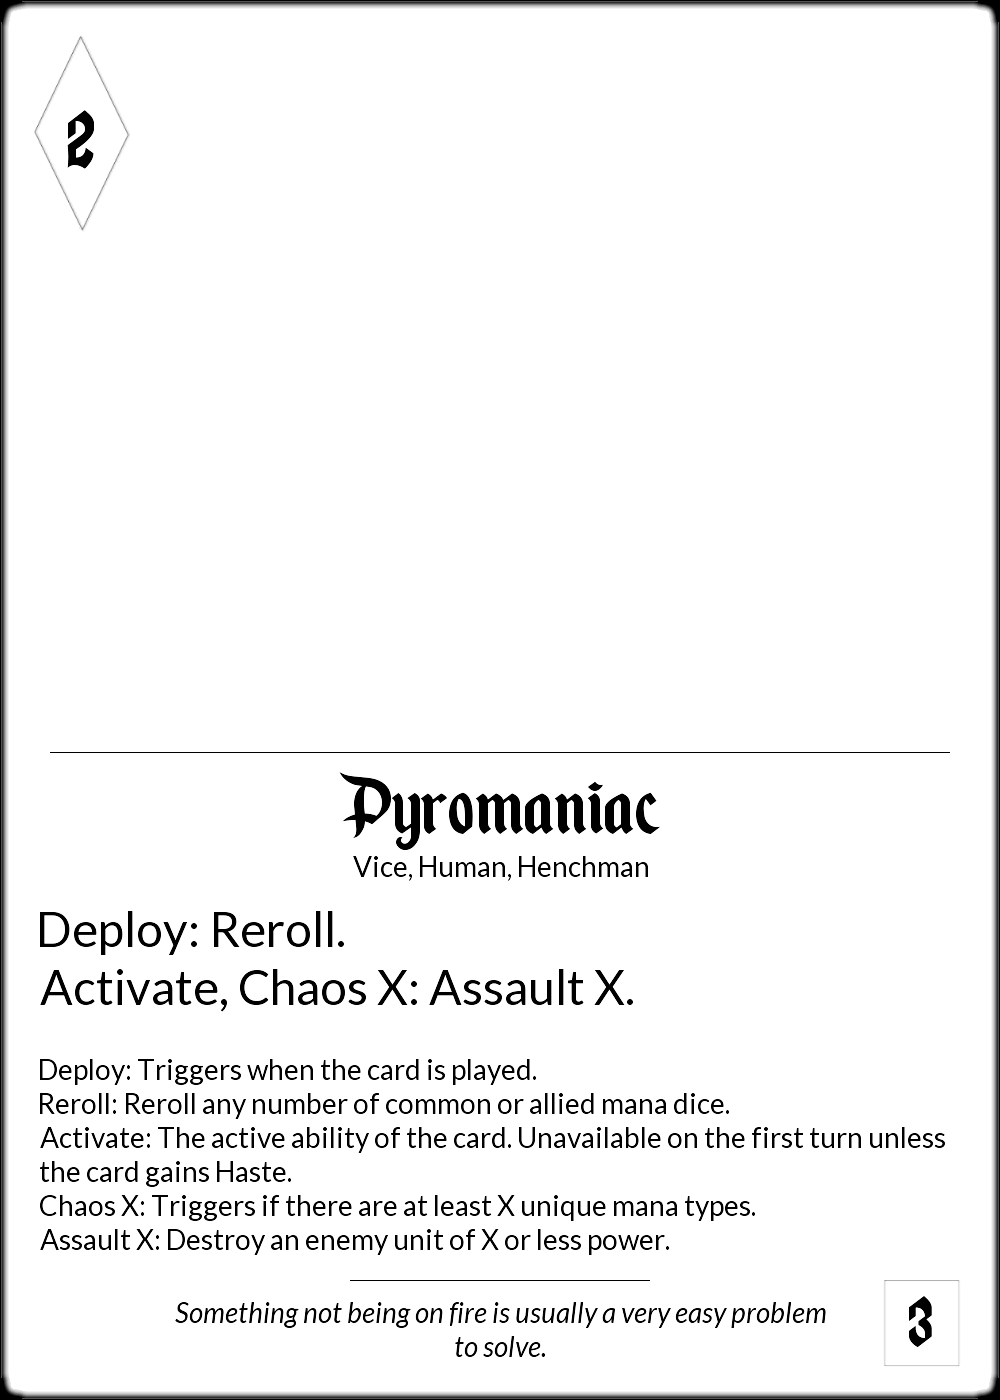 2
Pyromaniac
Vice, Human, Henchman
Deploy: Reroll.
Activate, Chaos X: Assault X.
Deploy: Triggers when the card is played.
Reroll: Reroll any number of common or allied mana dice.
Activate: The active ability of the card. Unavailable on the first turn unless
the card gains Haste.
Chaos X: Triggers if there are at least X unique mana types.
Assault X: Destroy an enemy unit of X or less power.
Something not being on fire is usually a very easy problem
to solve.
3